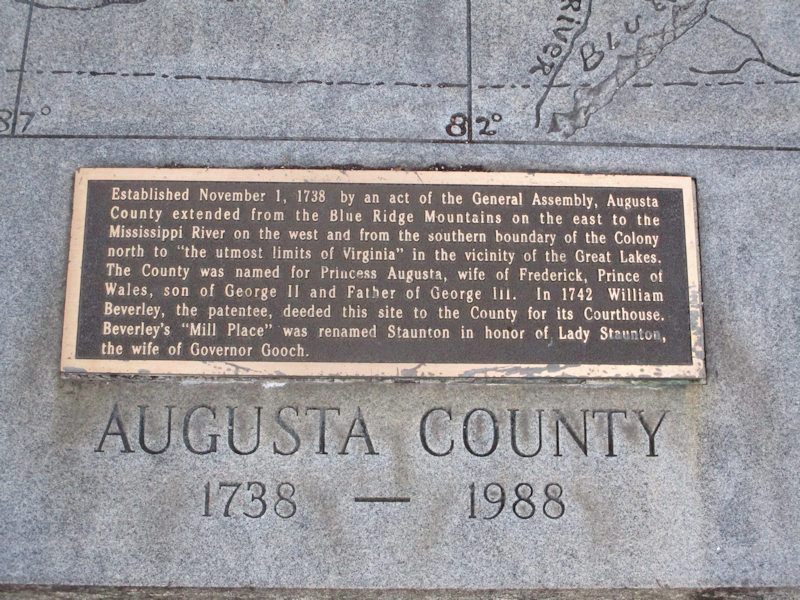 River
87°
82°
Established November 1, 1738 by an act of the General Assembly, Augusta
County extended from the Blue Ridge Mountains on the east to the
Mississippi River on the west and from the southern boundary of the Colony
north to "the utmost limits of Virginia" in the vicinity of the Great Lakes.
The County was named for Princess Augusta, wife of Frederick, Prince of
Wales, son of George II and Father of George III. In 1742 William
Beverley, the patentee, deeded this site to the County for its Courthouse.
Beverley's "Mill Place" was renamed Staunton in honor of Lady Staunton,
the wife of Governor Gooch.
AUGUSTA COUNTY
1738 — 1988